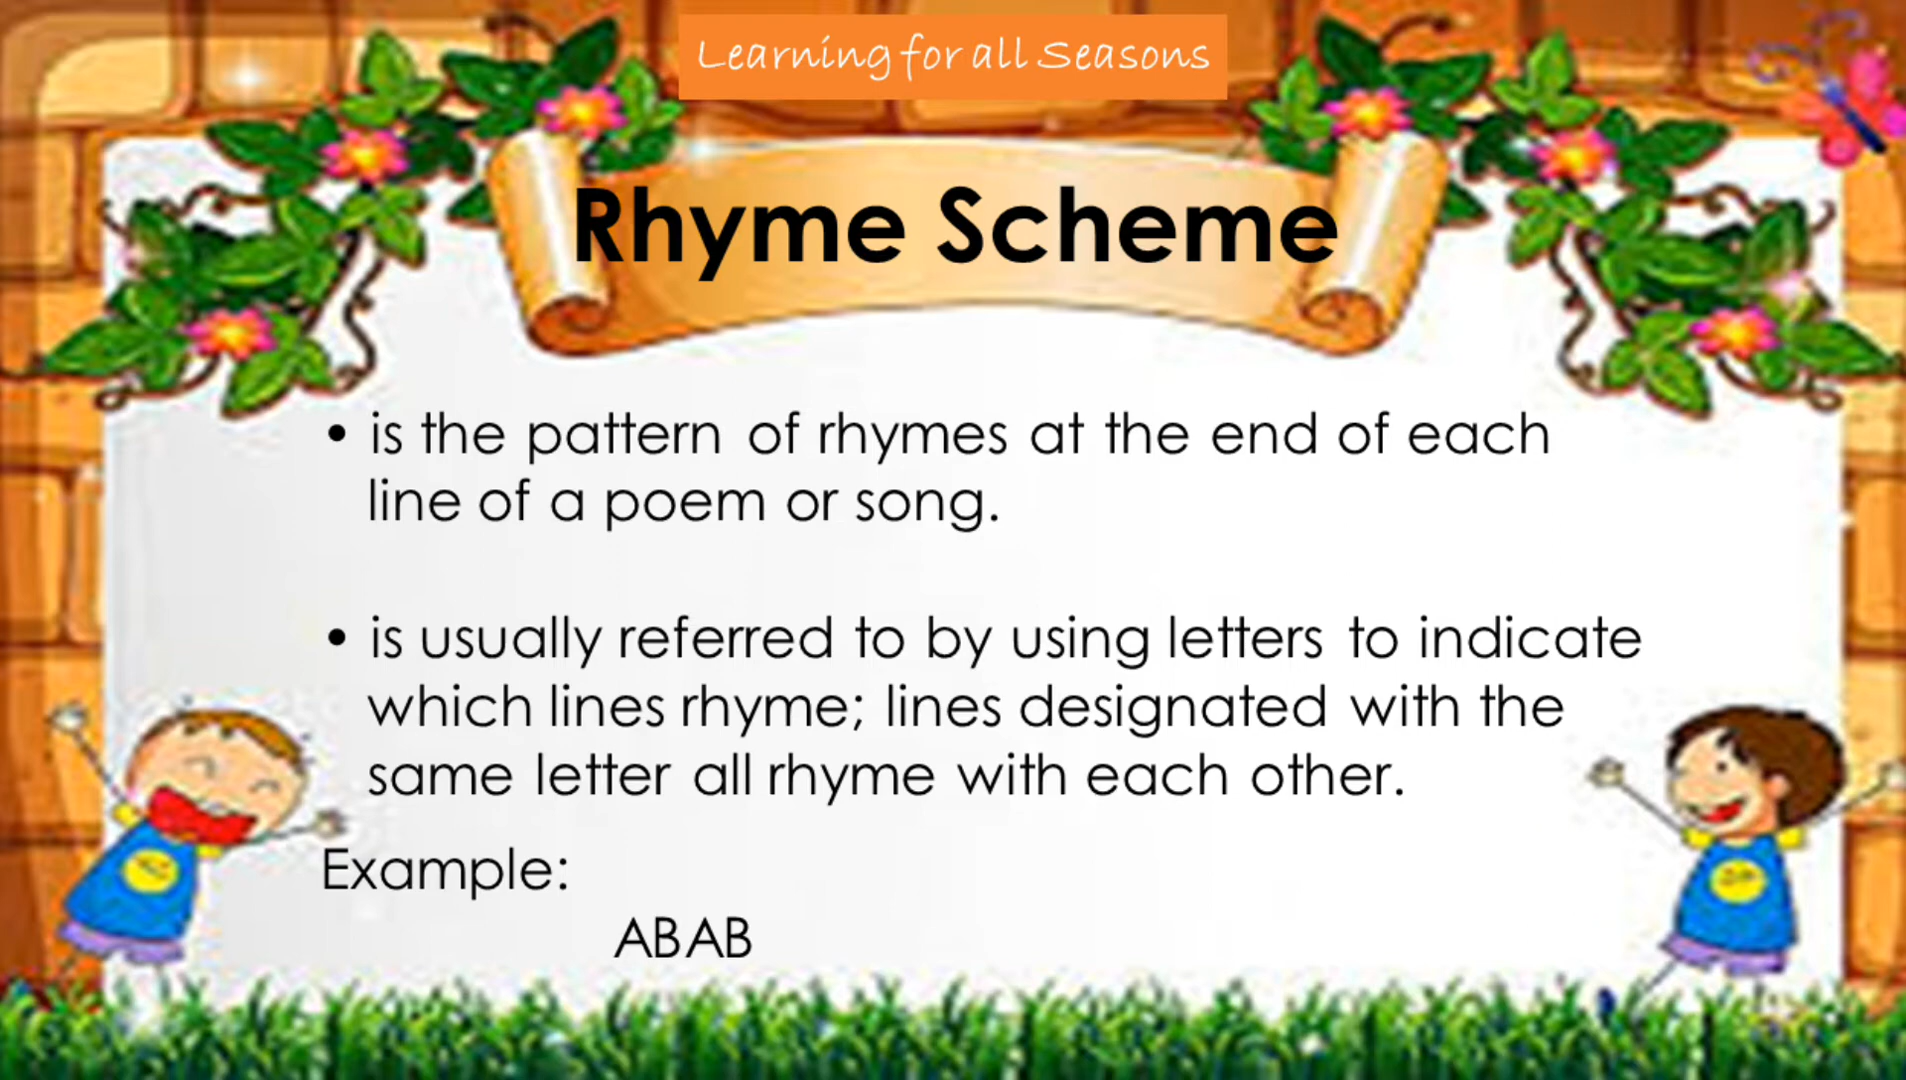 Learning for all Seasons
Rhyme Scheme
• is the pattern of rhymes at the end of each
line of a poem or song.
• is usually referred to by using letters to indicate
which lines rhyme; lines designated with the
same letter all rhyme with each other.
Example:
ABAB